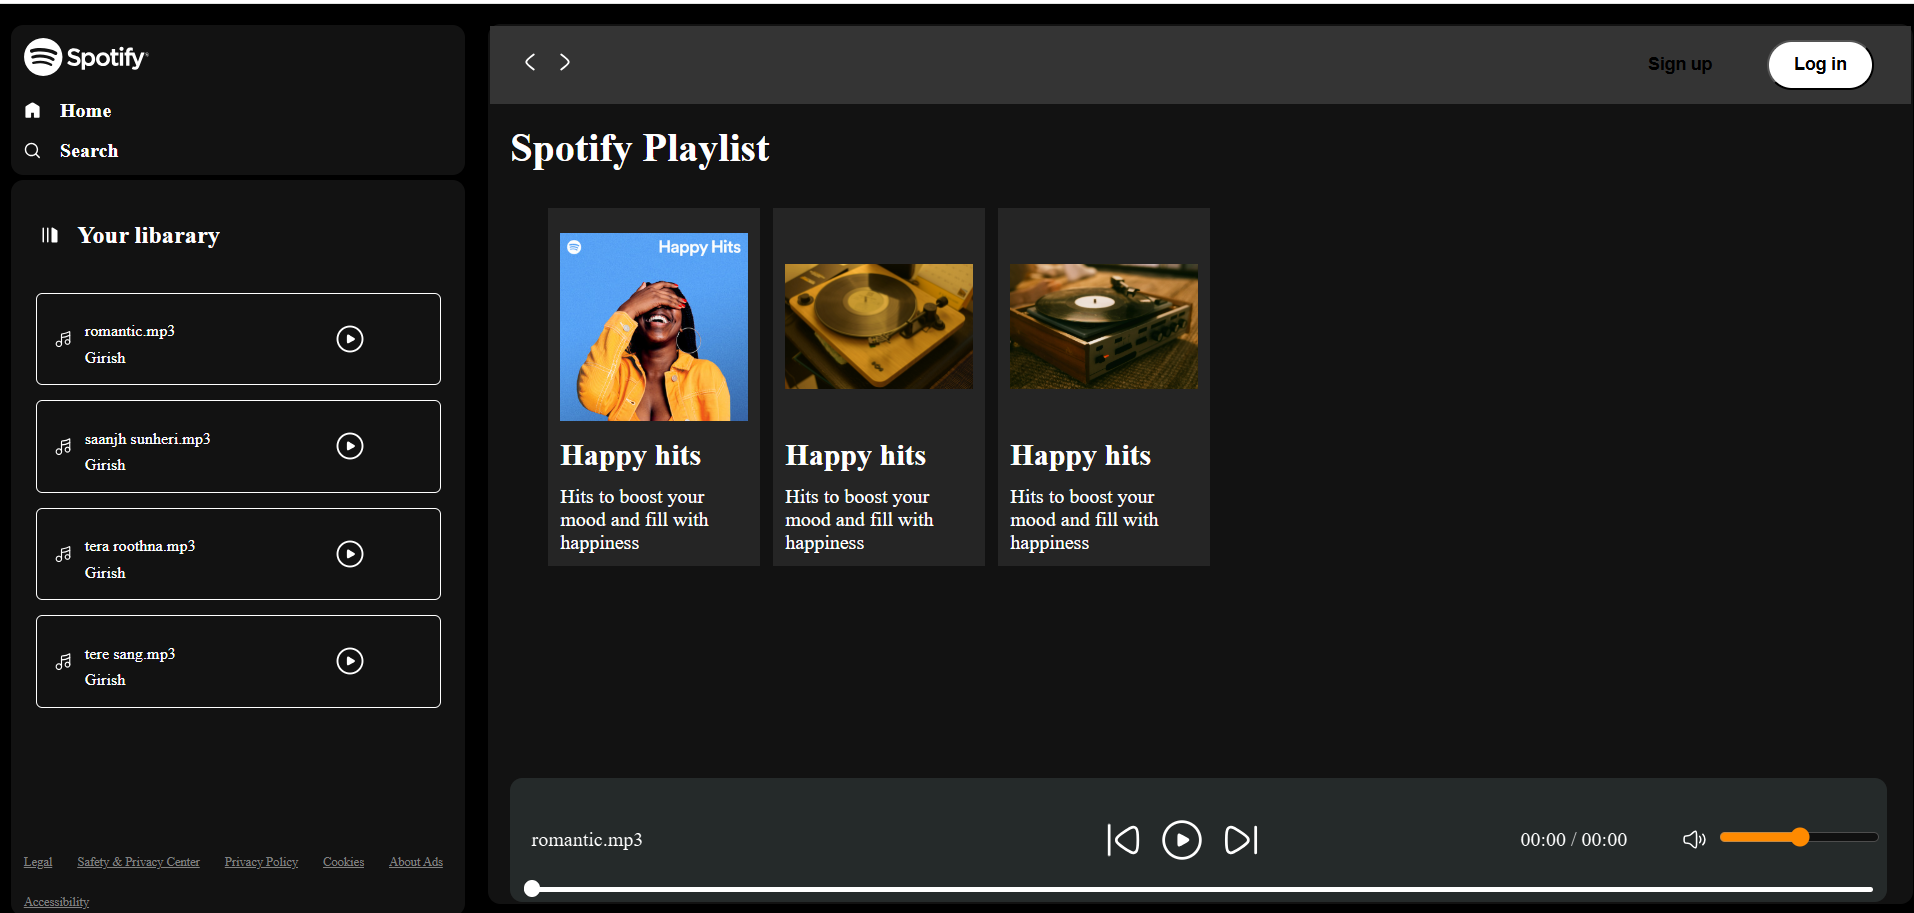 Spotify
Home
Search
Your libarary
romantic.mp3
Girish
saanjh sunheri.mp3
Girish
tera roothna.mp3
Girish
tere sang.mp3
Girish
Legal Safety & Privacy Center Privacy Policy Cookies About Ads
Accessibility
Sign up Log in
Spotify Playlist
Happy Hits
Happy hits
Hits to boost your
mood and fill with
happiness
Happy hits
Hits to boost your
mood and fill with
happiness
Happy hits
Hits to boost your
mood and fill with
happiness
romantic.mp3
00:00 / 00:00